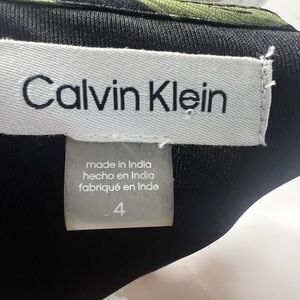 Calvin Klein
made in India
hecho en India
fabriqué en Inde
4